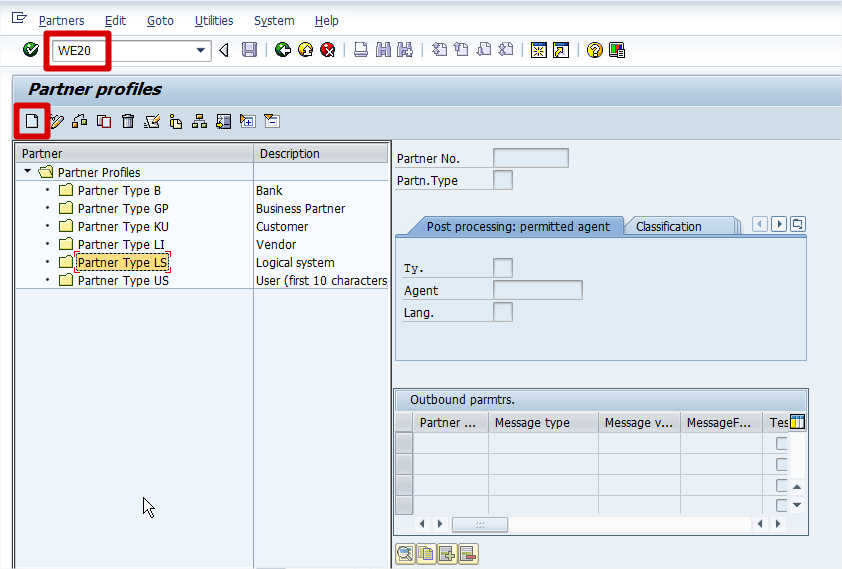 Partners Edit Goto Utilities System Help
WE20
Partner profiles
Partner Description
Partner Profiles
Partner Type B Bank
Partner Type GP Business Partner
Partner Type KU Customer
Partner Type LI Vendor
Partner Type LS Logical system
Partner Type US User (first 10 characters
Partner No.
Partn.Type
Post processing: permitted agent Classification
Ty.
Agent
Lang.
Outbound parmtrs.
Partner ... Message type Message v... MessageF... Tes